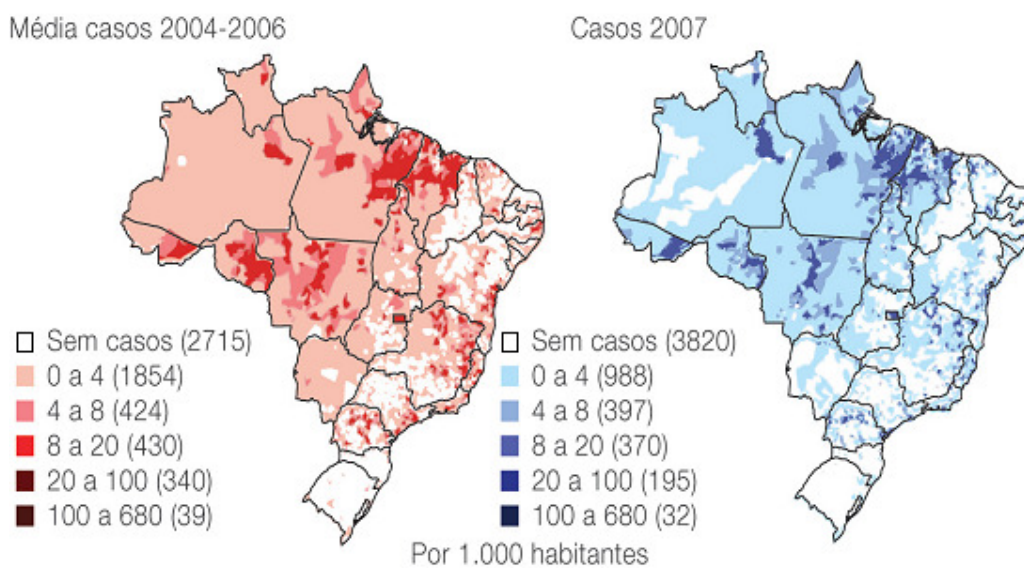 Média casos 2004-2006
Sem casos (2715)
0 a 4 (1854)
4 a 8 (424)
8 a 20 (430)
20 a 100 (340)
100 a 680 (39)
Casos 2007
Sem casos (3820)
0 a 4 (988)
4 a 8 (397)
8 a 20 (370)
20 a 100 (195)
100 a 680 (32)
Por 1.000 habitantes